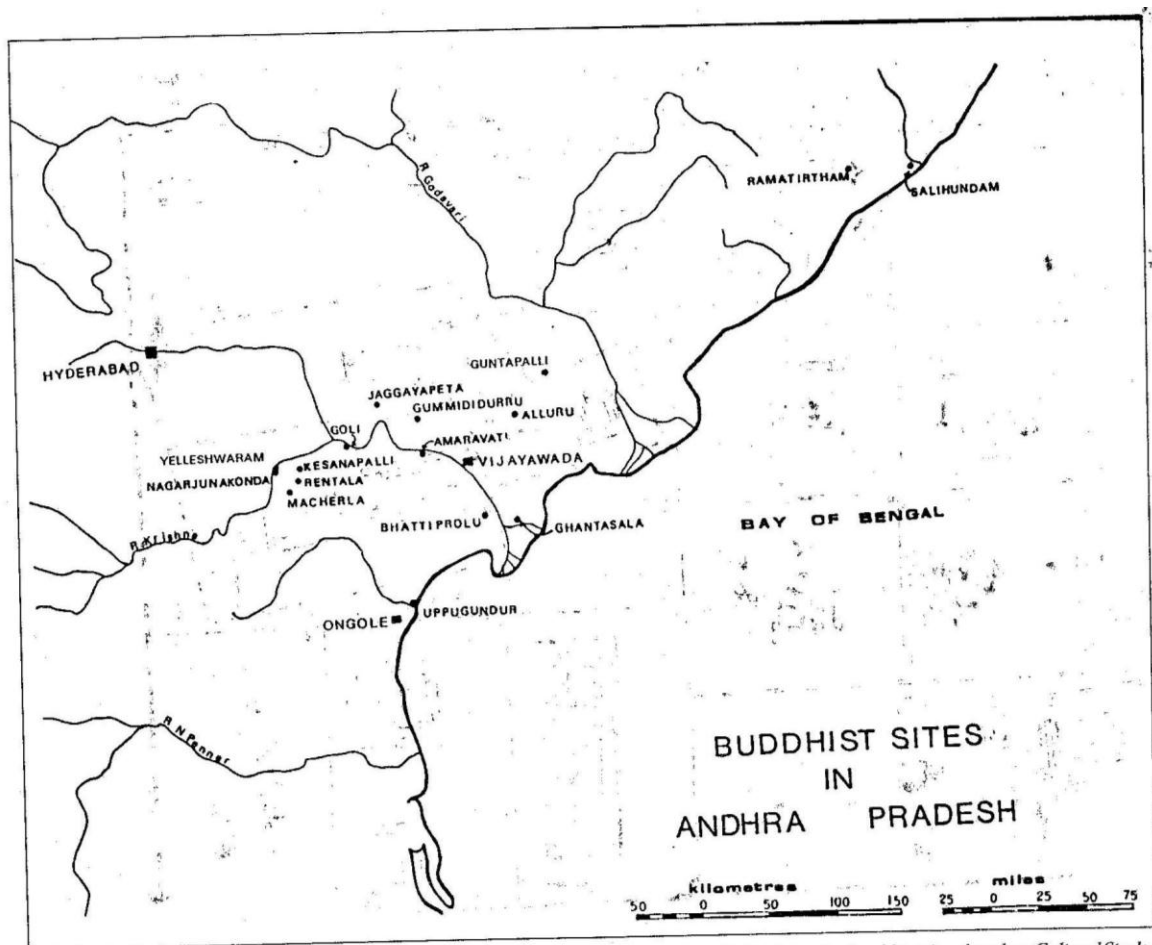 R Godavari
RAMATIRTHAM
SALIHUNDAM
HYDERABAD
GUNTAPALLI
JAGGAYAPETA
GUMMIDIDURRU
ALLURU
GOLI
AMARAVATI
YELLESHWARAM
KESANAPALLI
VIJAYAWADA
NAGARJUNAKONDA
RENTALA
MACHERLA
BHATTIPROLU
GHANTASALA
BAY OF BENGAL
R Krishna
UPPUGUNDUR
ONGOLE
R N Penner
BUDDHIST SITES
IN
ANDHRA PRADESH
kilometres miles
50 0 50 100 150 25 0 25 50 75